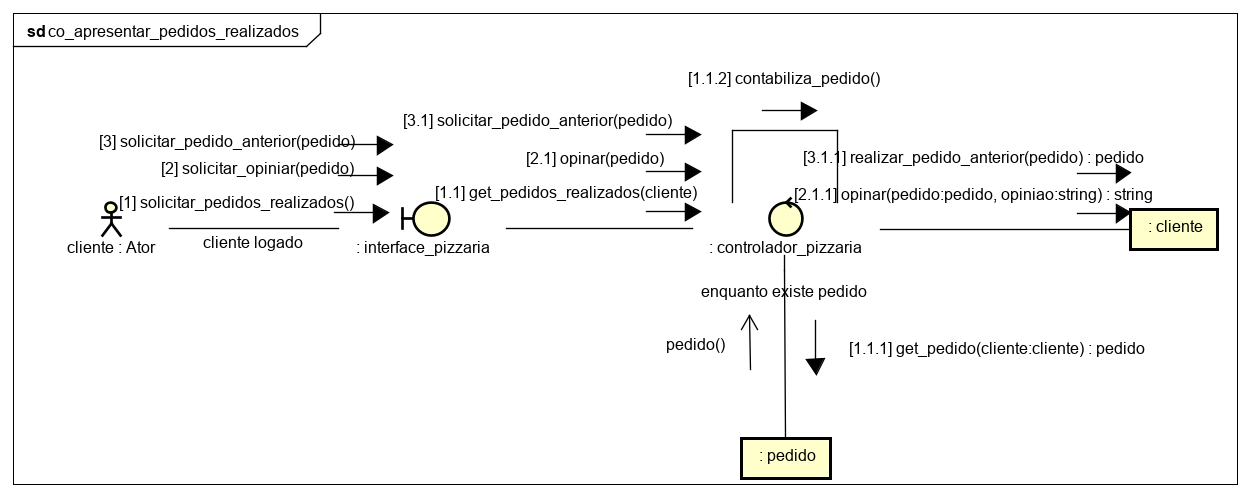 sd co_apresentar_pedidos_realizados
[1.1.2] contabiliza_pedido()
[3.1] solicitar_pedido_anterior(pedido)
[3] solicitar_pedido_anterior(pedido)
[3.1.1] realizar_pedido_anterior(pedido) : pedido
[2.1] opinar(pedido)
[2] solicitar_opiniar(pedido)
[1.1] get_pedidos_realizados(cliente)
[2.1.1] opinar(pedido:pedido, opiniao:string) : string
[1] solicitar_pedidos_realizados()
: cliente
cliente logado
cliente : Ator
: interface_pizzaria
: controlador_pizzaria
enquanto existe pedido
pedido()
[1.1.1] get_pedido(cliente:cliente) : pedido
: pedido